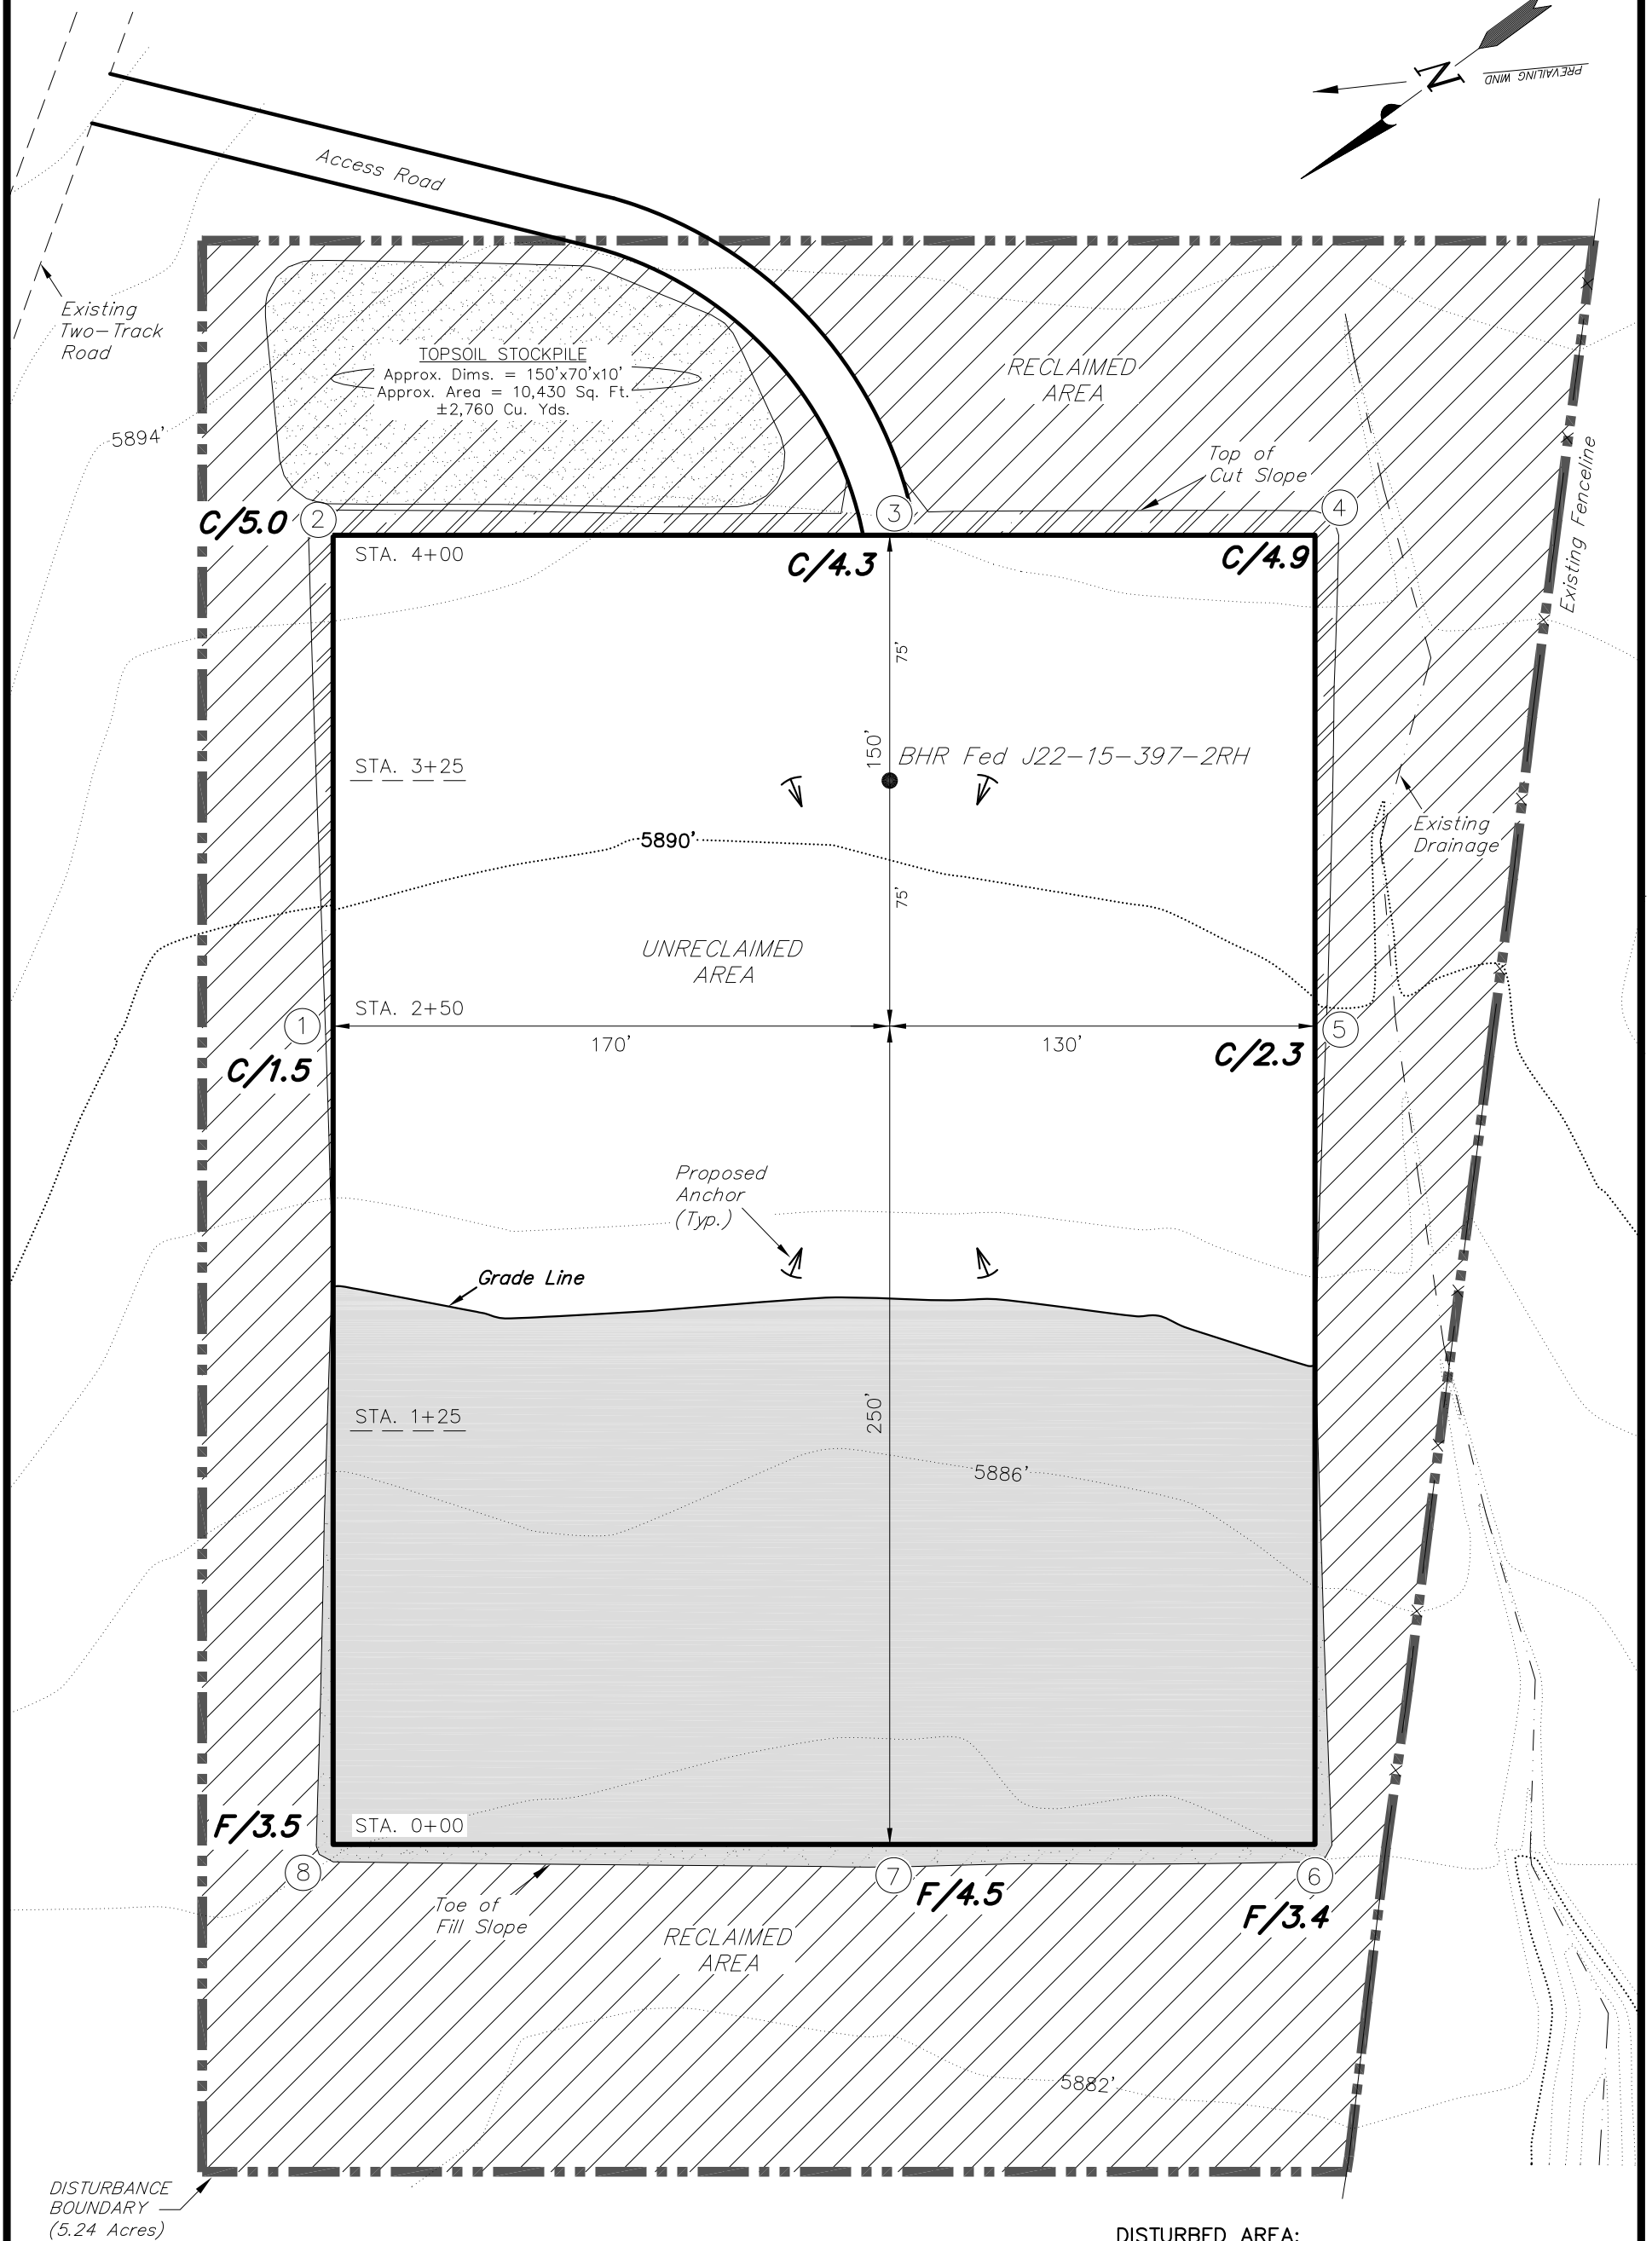 N
PREVAILING WIND
Access Road
Existing
Two-Track
Road
TOPSOIL STOCKPILE
Approx. Dims. = 150'x70'x10'
Approx. Area = 10,430 Sq. Ft.
±2,760 Cu. Yds.
RECLAIMED
AREA
5894'
Top of
Cut Slope
Existing Fenceline
C/5.0
2
3
4
STA. 4+00
C/4.3
C/4.9
75'
STA. 3+25
150'
BHR Fed J22-15-397-2RH
5890'
Existing
Drainage
75'
UNRECLAIMED
AREA
1
STA. 2+50
5
170'
130'
C/1.5
C/2.3
Proposed
Anchor
(Typ.)
Grade Line
STA. 1+25
250'
5886'
F/3.5
STA. 0+00
8
7
6
F/4.5
F/3.4
Toe of
Fill Slope
RECLAIMED
AREA
5882'
DISTURBANCE
BOUNDARY
(5.24 Acres)
DISTURBED AREA: